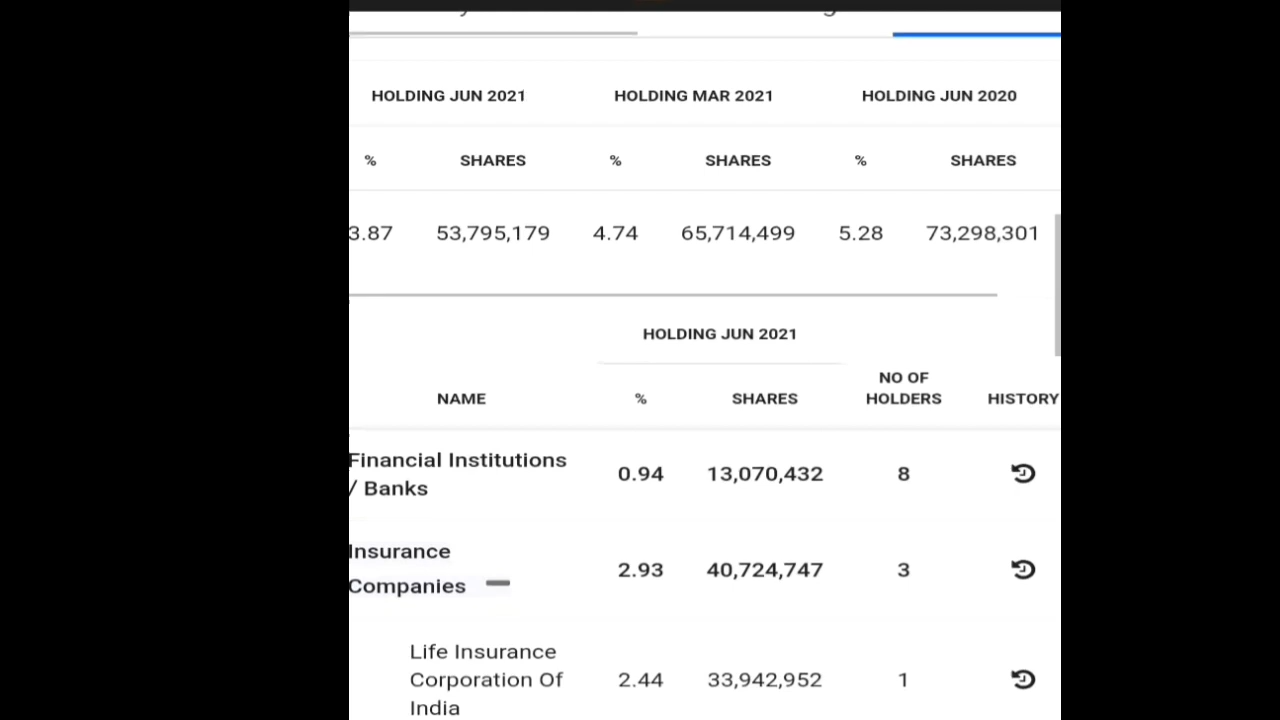 HOLDING JUN 2021 HOLDING MAR 2021 HOLDING JUN 2020
% SHARES % SHARES % SHARES
3.87 53,795,179 4.74 65,714,499 5.28 73,298,301
HOLDING JUN 2021
NO OF
NAME % SHARES HOLDERS HISTORY
Financial Institutions
/ Banks 0.94 13,070,432 8
Insurance
Companies 2.93 40,724,747 3
Life Insurance
Corporation Of 2.44 33,942,952 1
India